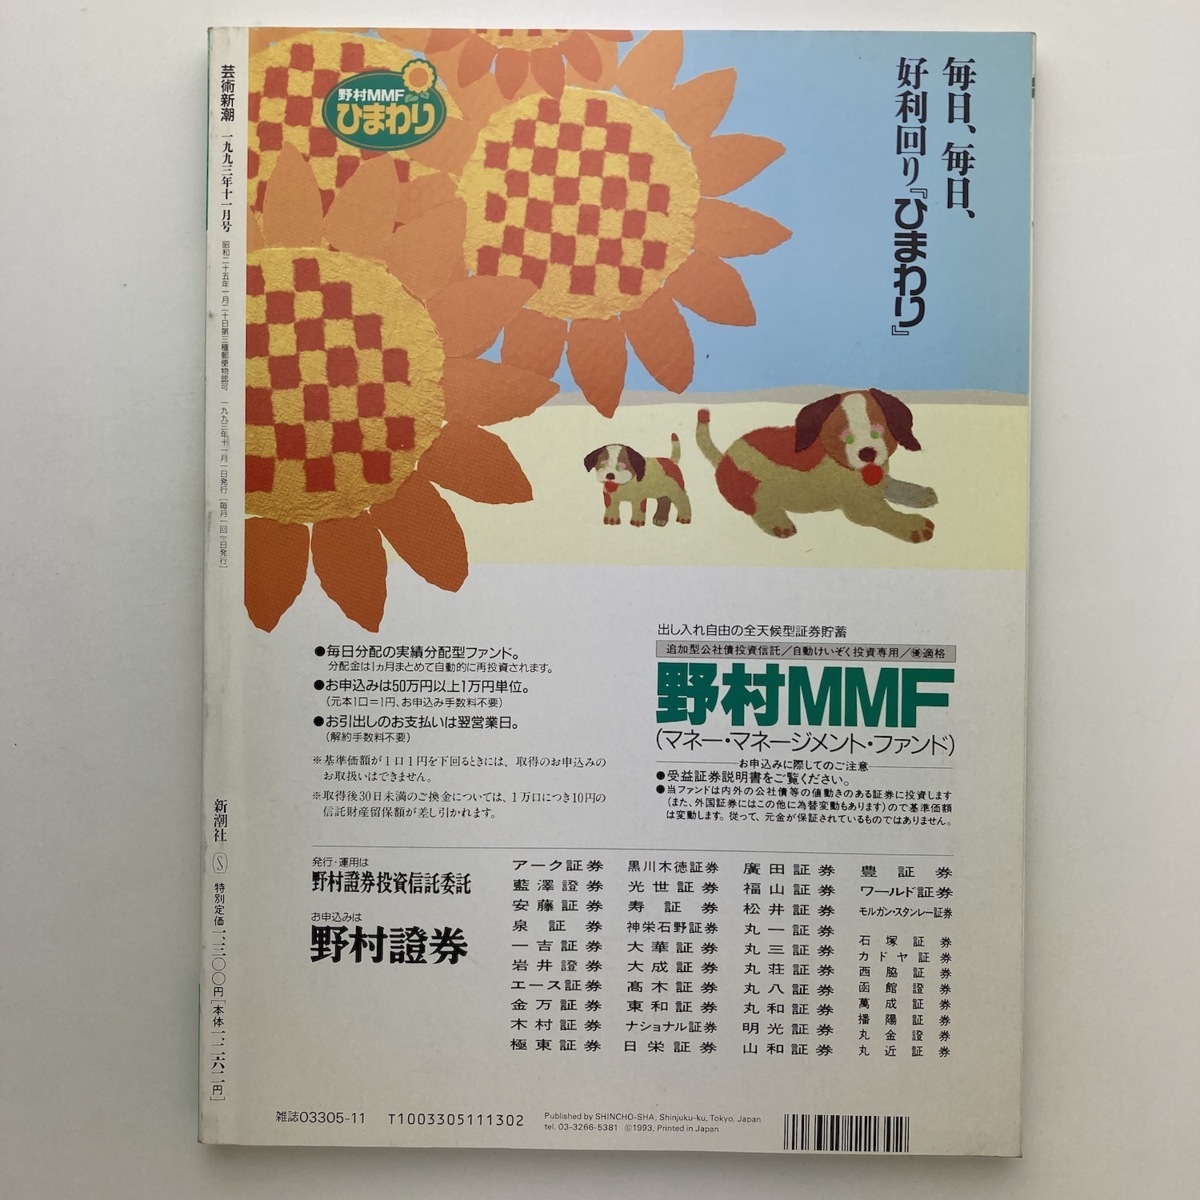 芸術新潮
一九九三年十一月号
昭和二十五年一月二十日第三種郵便物認可
一九九三年十一月一日発行[毎月一回一日発行]
新潮社
Ⓢ
特別定価一、三〇〇円[本体一、二六二円]
野村MMF
ひまわり
毎日、毎日、
好利回り『ひまわり』
●毎日分配の実績分配型ファンド。
分配金は1ヵ月まとめて自動的に再投資されます。
●お申込みは50万円以上1万円単位。
(元本1口=1円、お申込み手数料不要)
●お引出しのお支払いは翌営業日。
(解約手数料不要)
※基準価額が1口1円を下回るときには、取得のお申込みの
お取扱いはできません。
※取得後30日未満のご換金については、1万口につき10円の
信託財産留保額が差し引かれます。
出し入れ自由の全天候型証券貯蓄
追加型公社債投資信託/自動けいぞく投資専用/適格
野村MMF
(マネー・マネージメント・ファンド)
お申込みに際してのご注意
●受益証券説明書をご覧ください。
●当ファンドは内外の公社債等の値動きのある証券に投資します
(また、外国証券にはこの他に為替変動もあります)ので基準価額
は変動します。従って、元金が保証されているものではありません。
発行・運用は
野村證券投資信託委託
お申込みは
野村證券
アーク証券
藍澤證券
安藤証券
泉証券
一吉証券
岩井證券
エース証券
金万証券
木村証券
極東証券
黒川木徳証券
光世証券
寿証券
神栄石野証券
大華証券
大成証券
髙木証券
東和証券
ナショナル証券
日栄証券
廣田証券
福山証券
松井証券
丸一証券
丸三証券
丸荘証券
丸八証券
丸和証券
明光証券
山和証券
豊証券
ワールド証券
モルガン・スタンレー証券
石塚証券
カドヤ証券
西脇証券
函館證券
萬成証券
播陽証券
丸金證券
丸近証券
雑誌03305-11
T1003305111302
Published by SHINCHO-SHA, Shinjuku-ku, Tokyo, Japan
tel. 03-3266-5381 ©1993, Printed in Japan